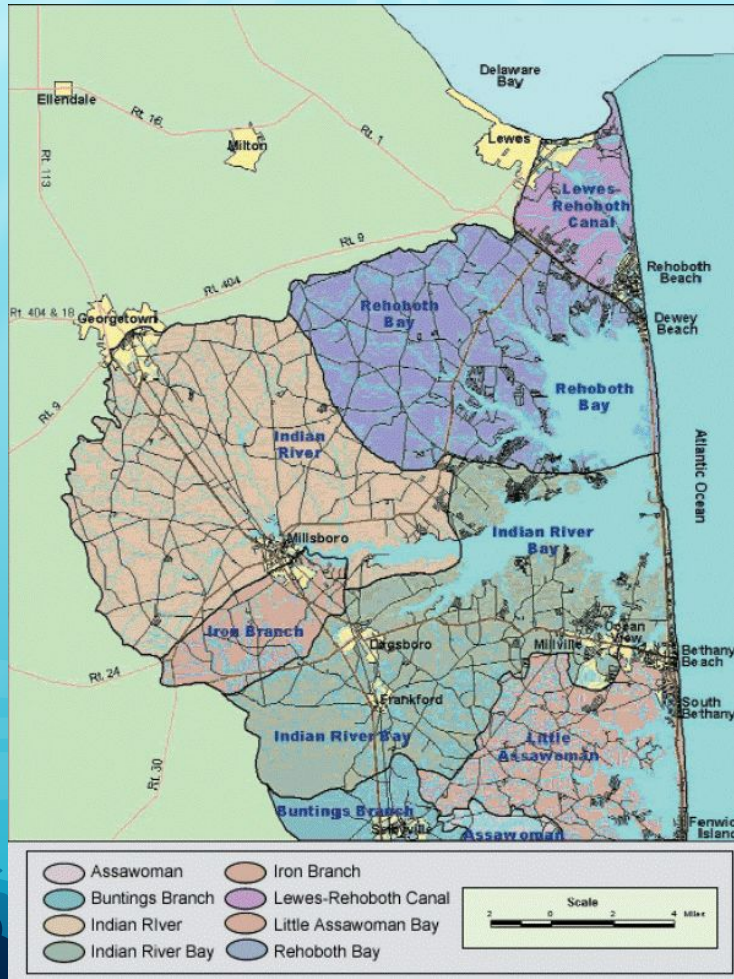 Delaware
Bay
Ellendale
Rt. 16
Rt. 1
Milton
Lewes
Rt. 113
Lewes-
Rehoboth
Canal
Rt. 9
Rehoboth
Beach
Rt. 404
Rt. 404 & 18
Georgetown
Rehoboth
Bay
Dewey
Beach
Rehoboth
Bay
Rt. 9
Indian
River
Atlantic Ocean
Millsboro
Indian River
Bay
Iron Branch
Dagsboro
Millville
Ocean
View
Bethany
Beach
Rt. 24
Frankford
South
Bethany
Indian River Bay
Little
Assawoman
Rt. 30
Buntings Branch
Selbyville
Assawoman
Fenwic
Island
Assawoman
Iron Branch
Buntings Branch
Lewes-Rehoboth Canal
Indian RIver
Little Assawoman Bay
Indian River Bay
Rehoboth Bay
Scale
2 0 2 4 Miles